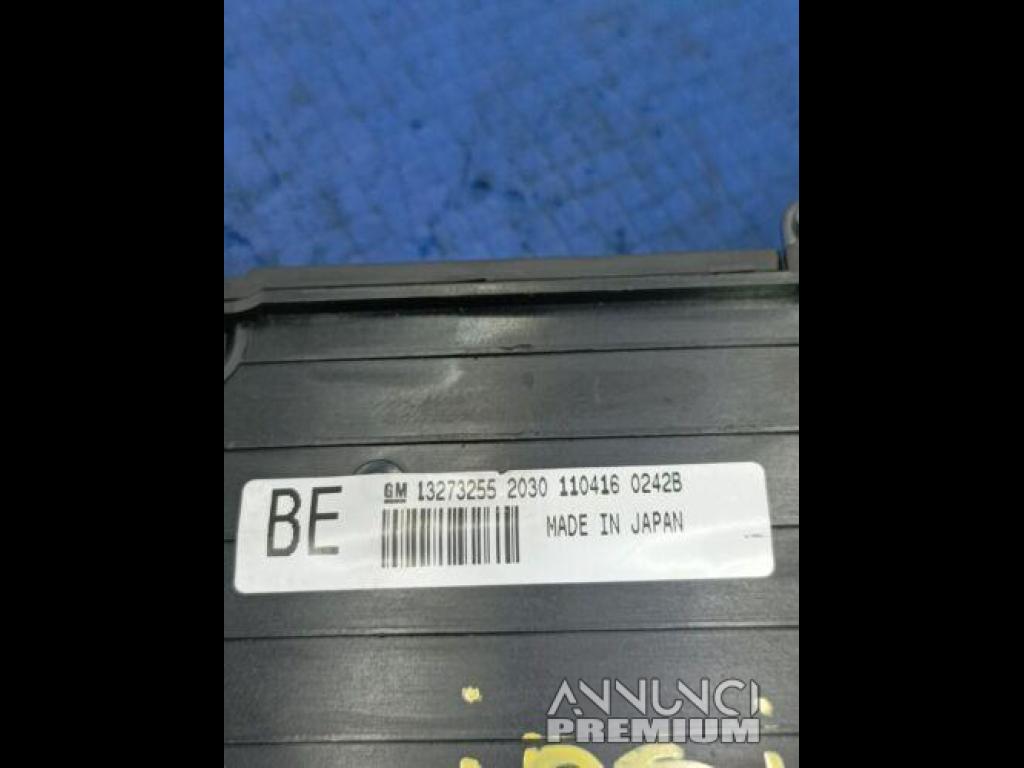 BE
GM 13273255 2030 110416 0242B
MADE IN JAPAN
ANNUNCI
PREMIUM